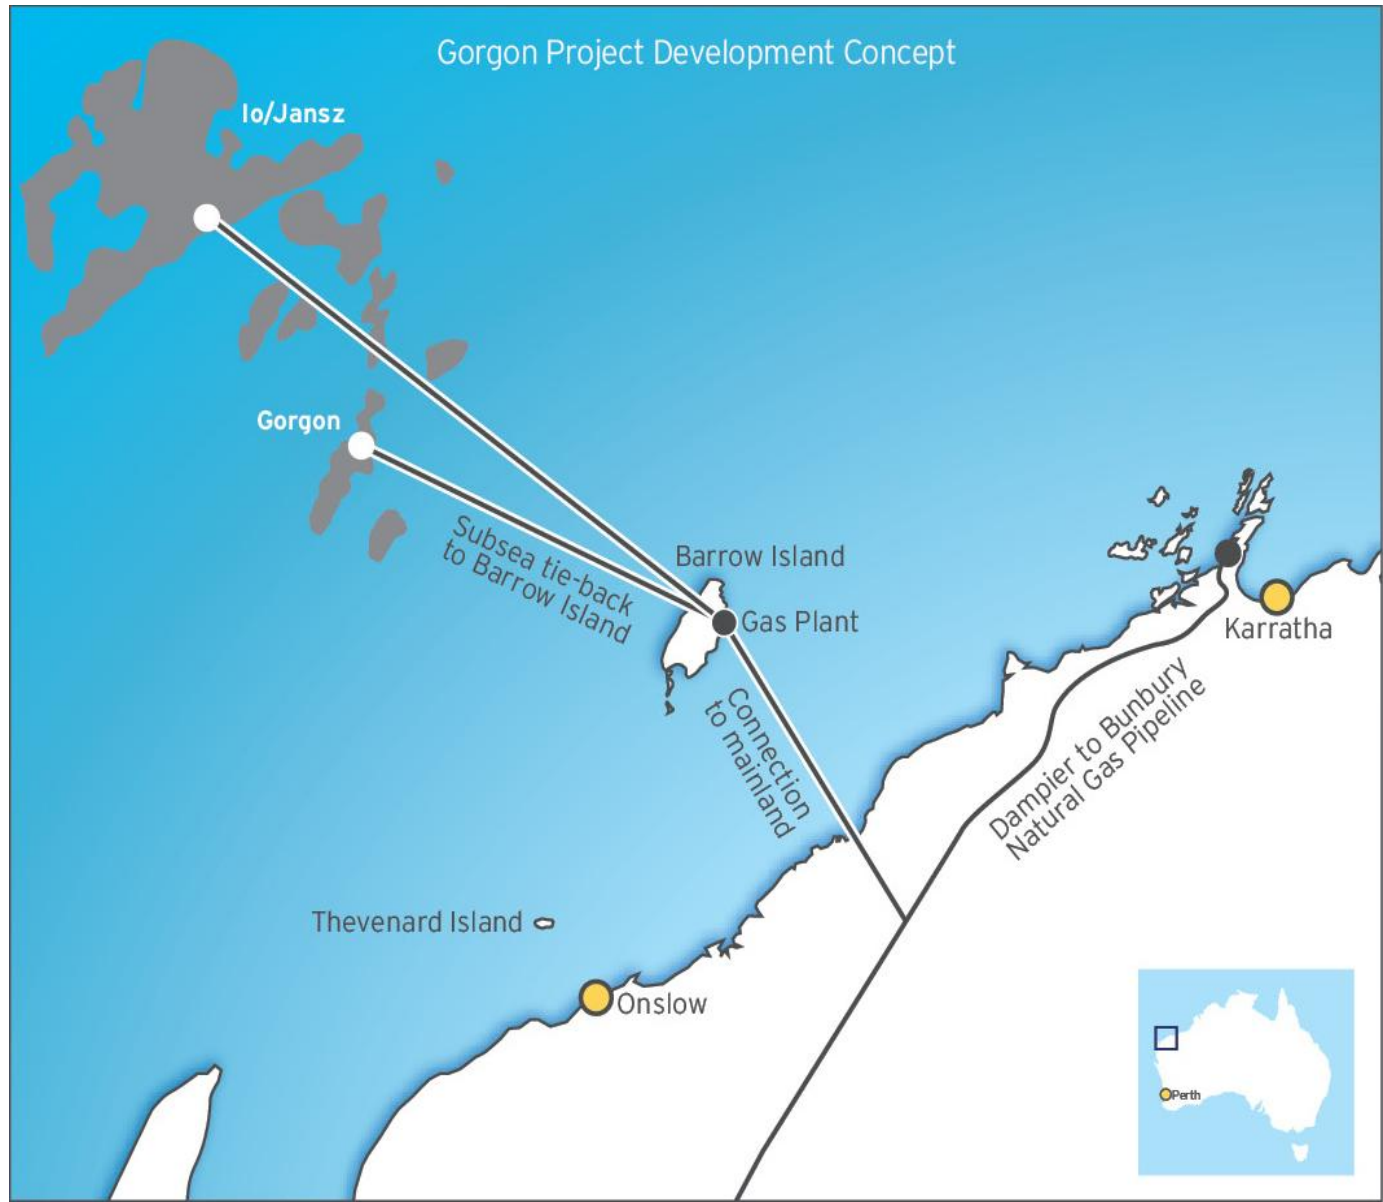 Gorgon Project Development Concept
Io/Jansz
Gorgon
Subsea tie-back
to Barrow Island
Barrow Island
Gas Plant
Karratha
Connection
to mainland
Dampier to Bunbury
Natural Gas Pipeline
Thevenard Island
Onslow
Perth